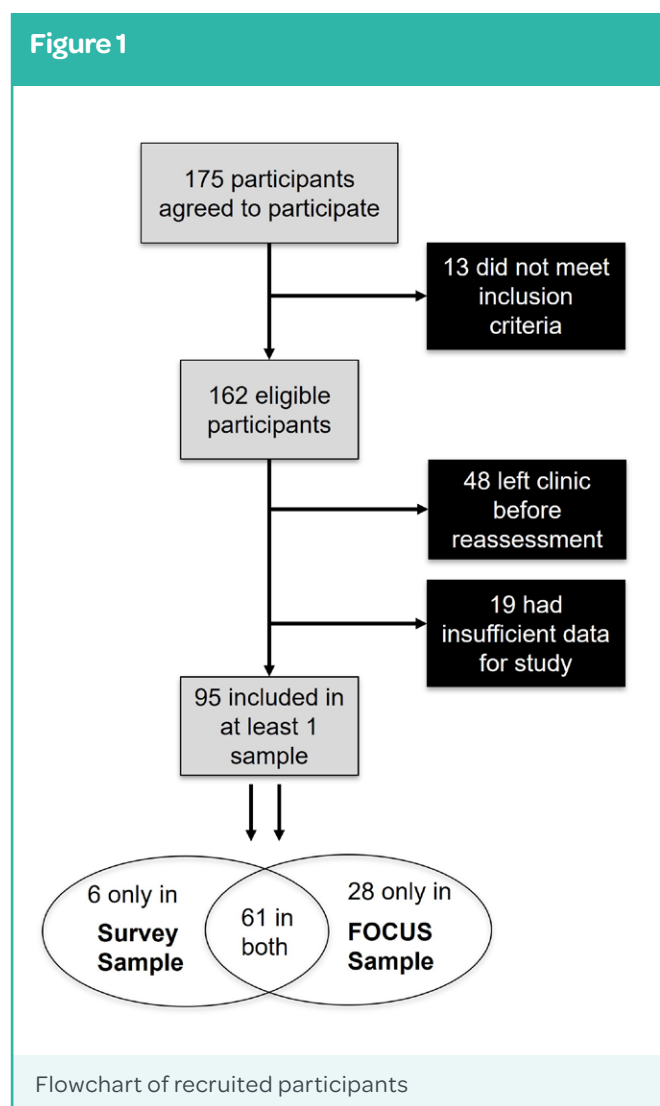 Figure 1
175 participants
agreed to participate
13 did not meet
inclusion
criteria
162 eligible
participants
48 left clinic
before
reassessment
19 had
insufficient data
for study
95 included in
at least 1
sample
6 only in
Survey
Sample
61 in
both
28 only in
FOCUS
Sample
Flowchart of recruited participants